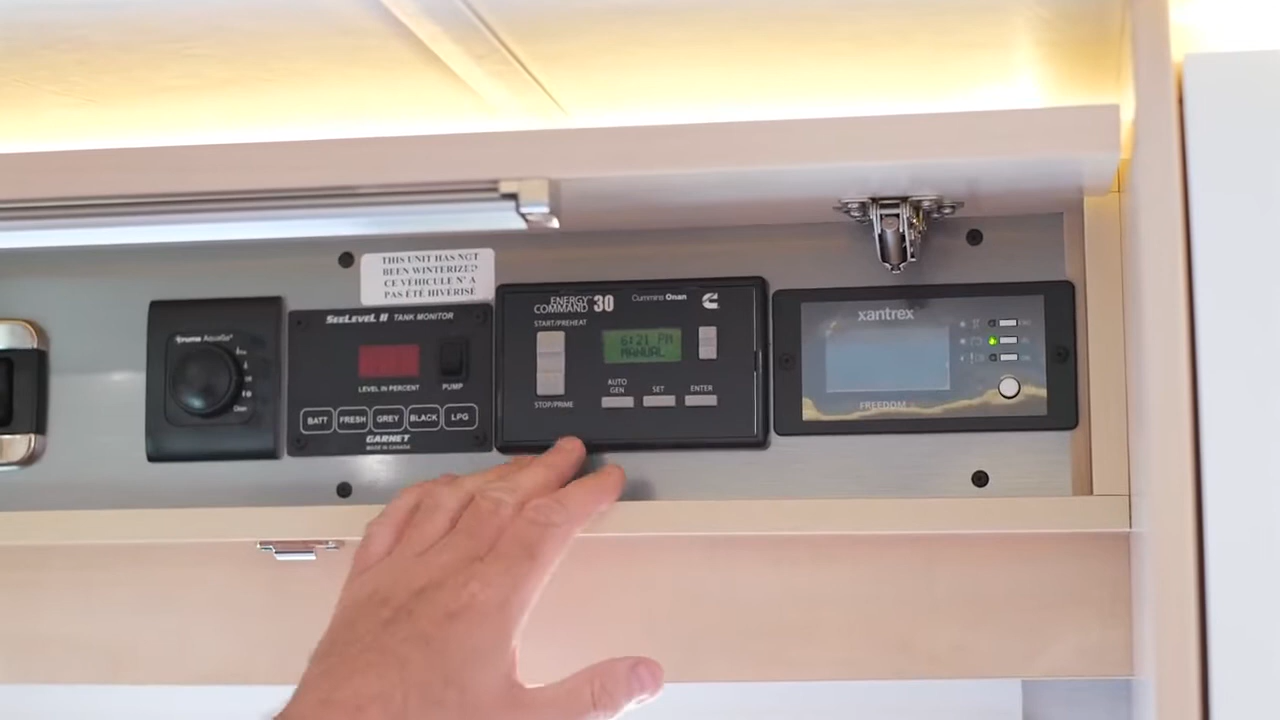 THIS UNIT HAS NOT
BEEN WINTERIZED
CE VÉHICULE N' A
PAS ÉTÉ HIVÉRISÉ
truma AquaGo
SEELEVEL II TANK MONITOR
LEVEL IN PERCENT
PUMP
BATT
FRESH
GREY
BLACK
LPG
GARNET
MADE IN CANADA
ENERGY COMMAND 30
Cummins Onan
START/PREHEAT
6:21 PM
MANUAL
STOP/PRIME
AUTO GEN
SET
ENTER
xantrex
FREEDOM